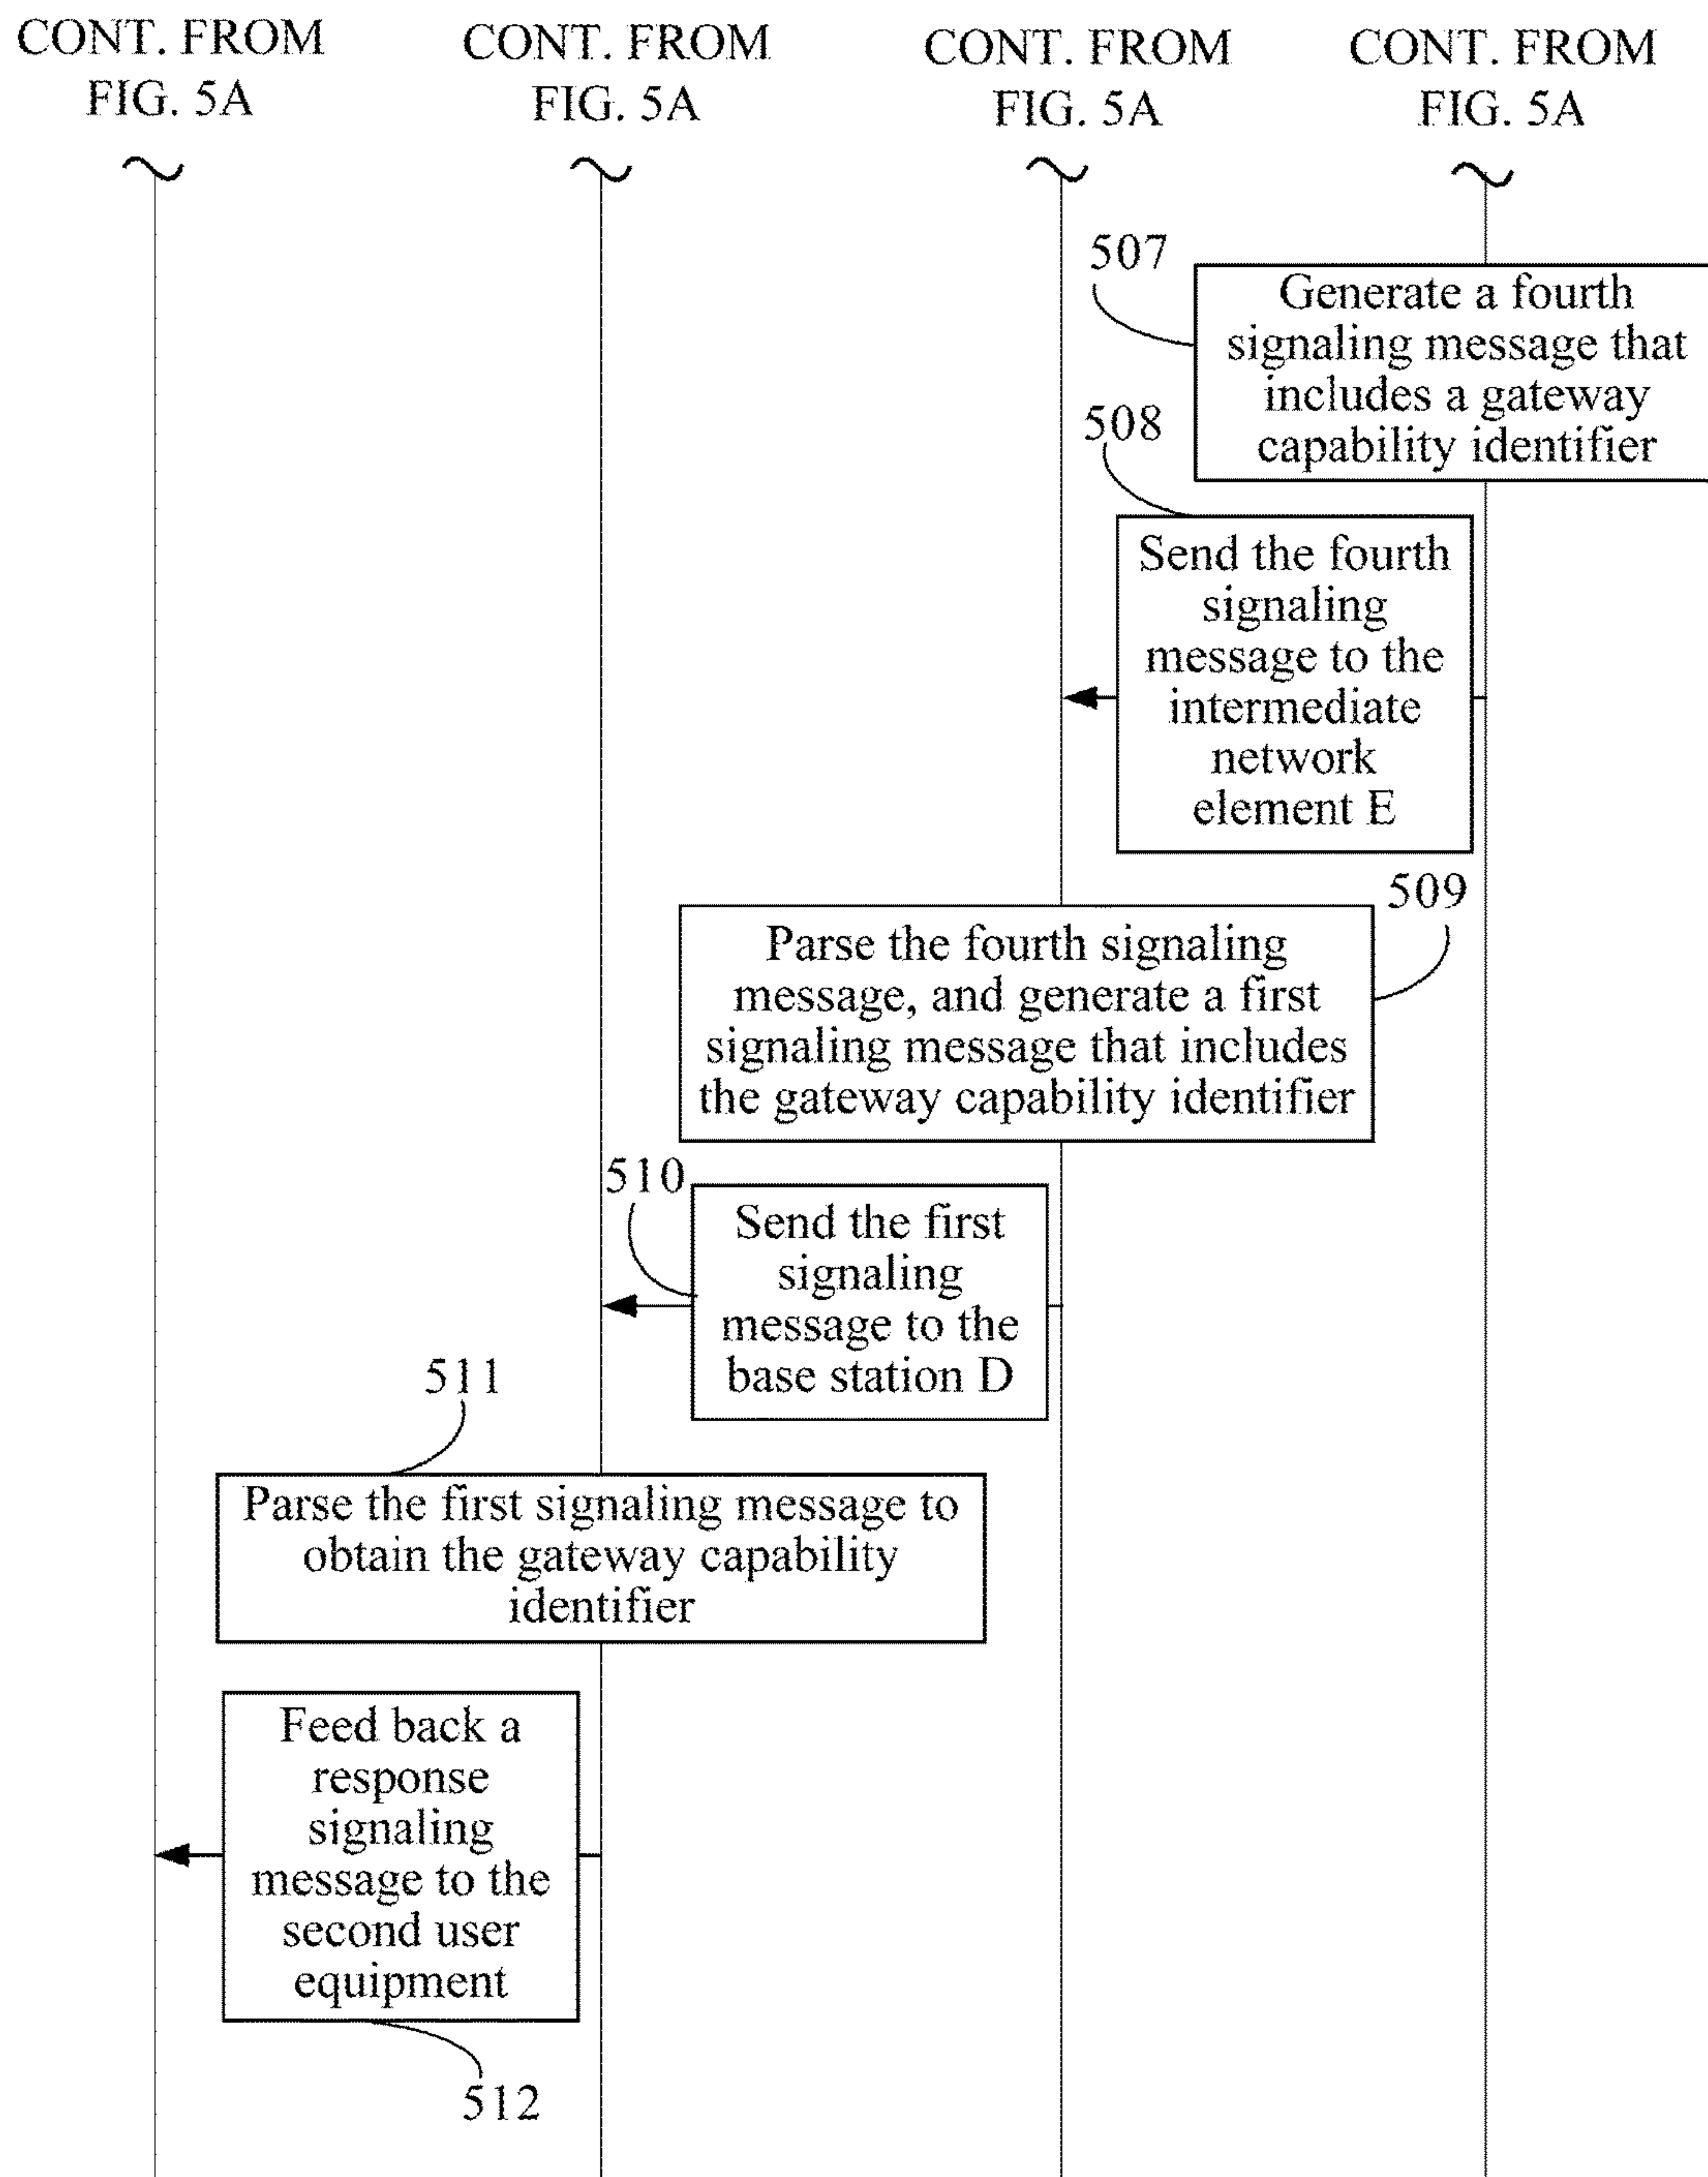 CONT. FROM
FIG. 5A
CONT. FROM
FIG. 5A
CONT. FROM
FIG. 5A
CONT. FROM
FIG. 5A
507
Generate a fourth
signaling message that
includes a gateway
capability identifier
508
Send the fourth
signaling
message to the
intermediate
network
element E
509
Parse the fourth signaling
message, and generate a first
signaling message that includes
the gateway capability identifier
510
Send the first
signaling
message to the
base station D
511
Parse the first signaling message to
obtain the gateway capability
identifier
Feed back a
response
signaling
message to the
second user
equipment
512